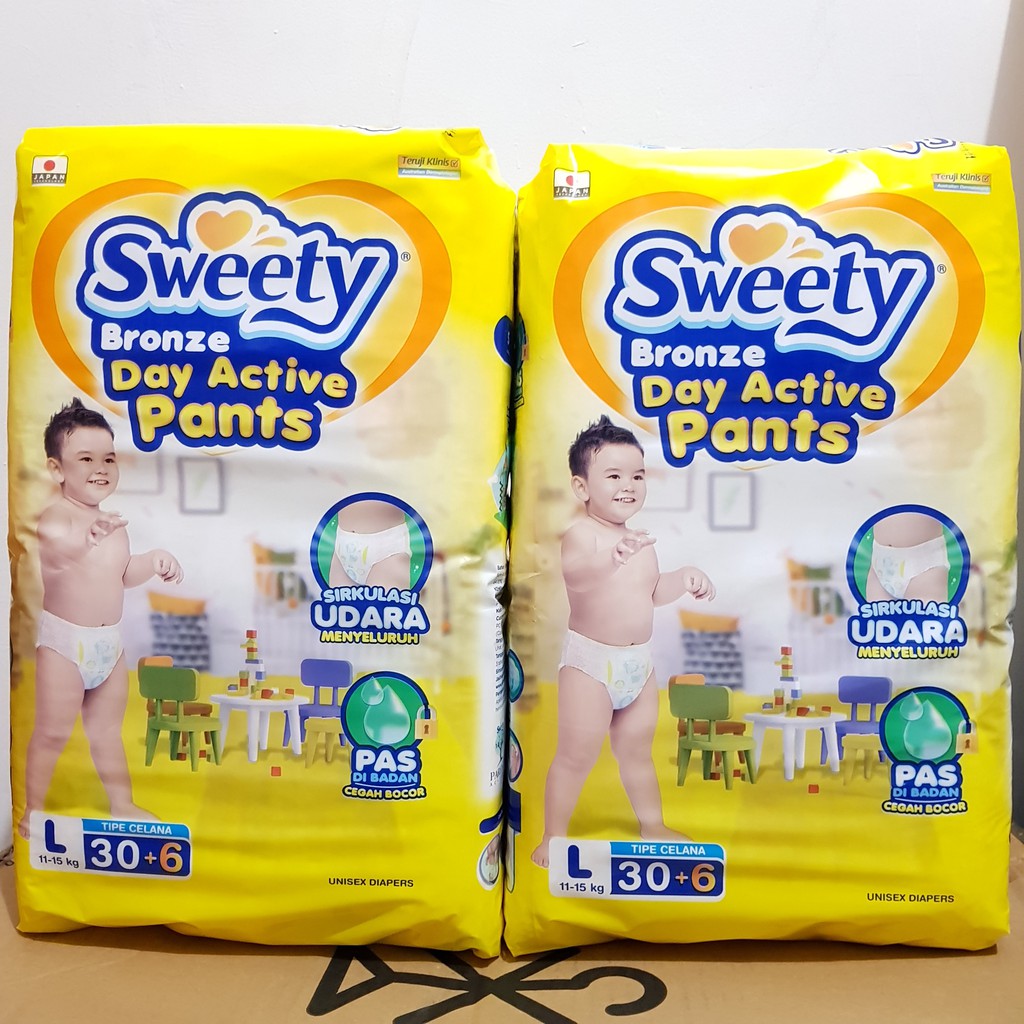 JAPAN
Teruji Klinis
Sweety®
Bronze
Day Active
Pants
SIRKULASI
UDARA
MENYELURUH
PAS
DI BADAN
CEGAH BOCOR
L
11-15 kg
TIPE CELANA
30+6
UNISEX DIAPERS
JAPAN
Teruji Klinis
Sweety®
Bronze
Day Active
Pants
SIRKULASI
UDARA
MENYELURUH
PAS
DI BADAN
CEGAH BOCOR
L
11-15 kg
TIPE CELANA
30+6
UNISEX DIAPERS